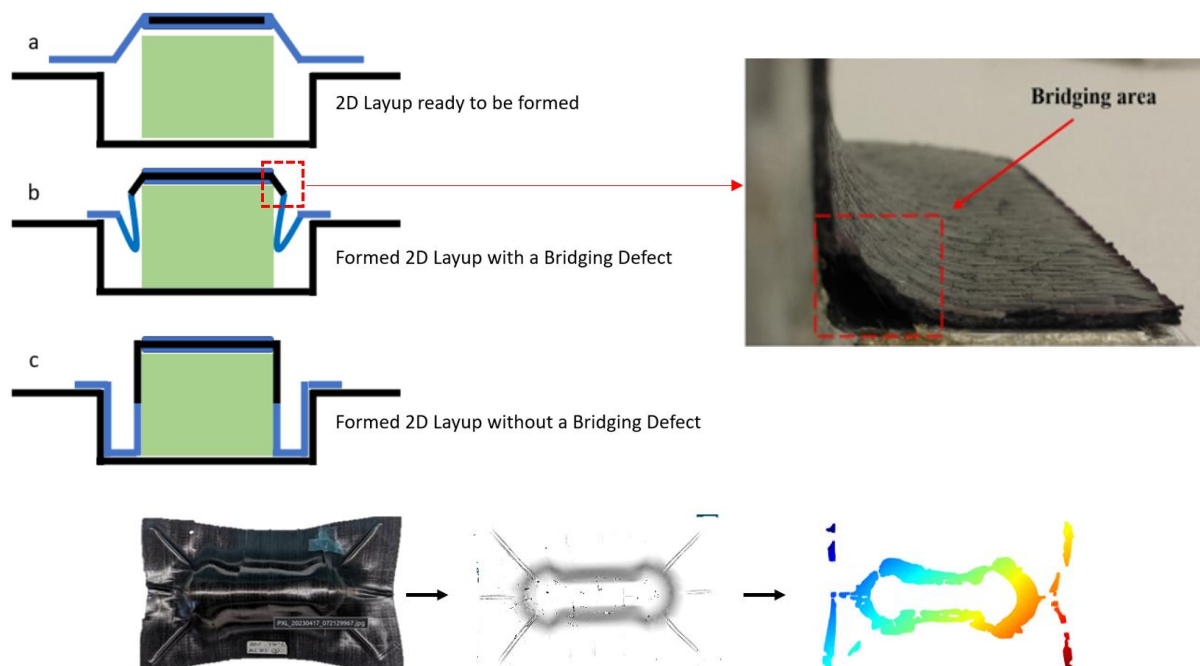 a
2D Layup ready to be formed
Bridging area
b
Formed 2D Layup with a Bridging Defect
c
Formed 2D Layup without a Bridging Defect
PXL_20230417_072129967.jpg